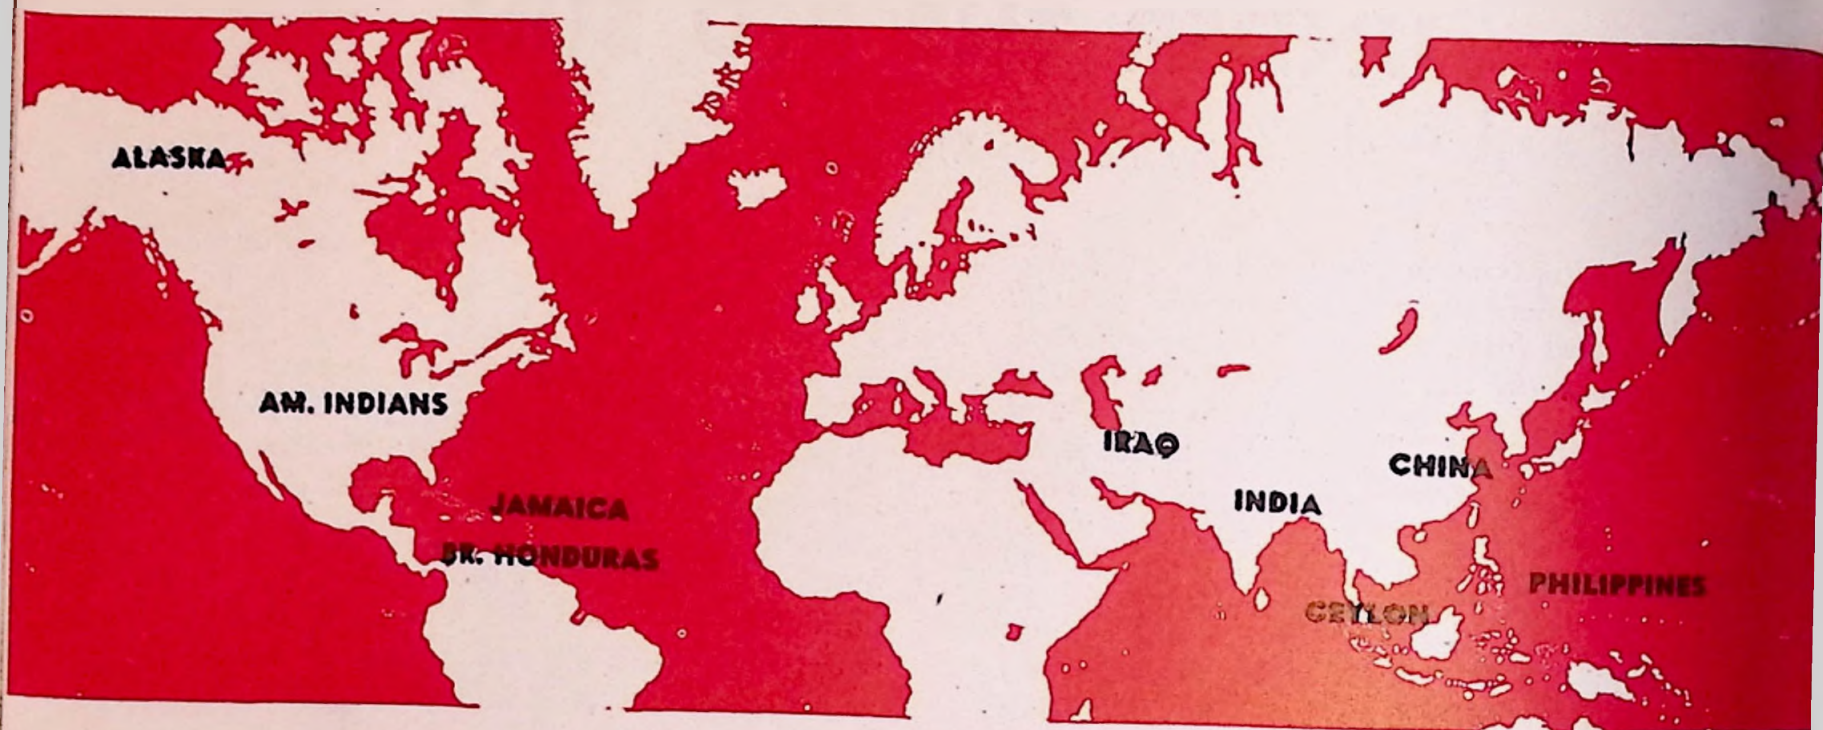 ALASKA
AM. INDIANS
IRAQ
CHINA
INDIA
JAMAICA
BR. HONDURAS
PHILIPPINES
CEYLON